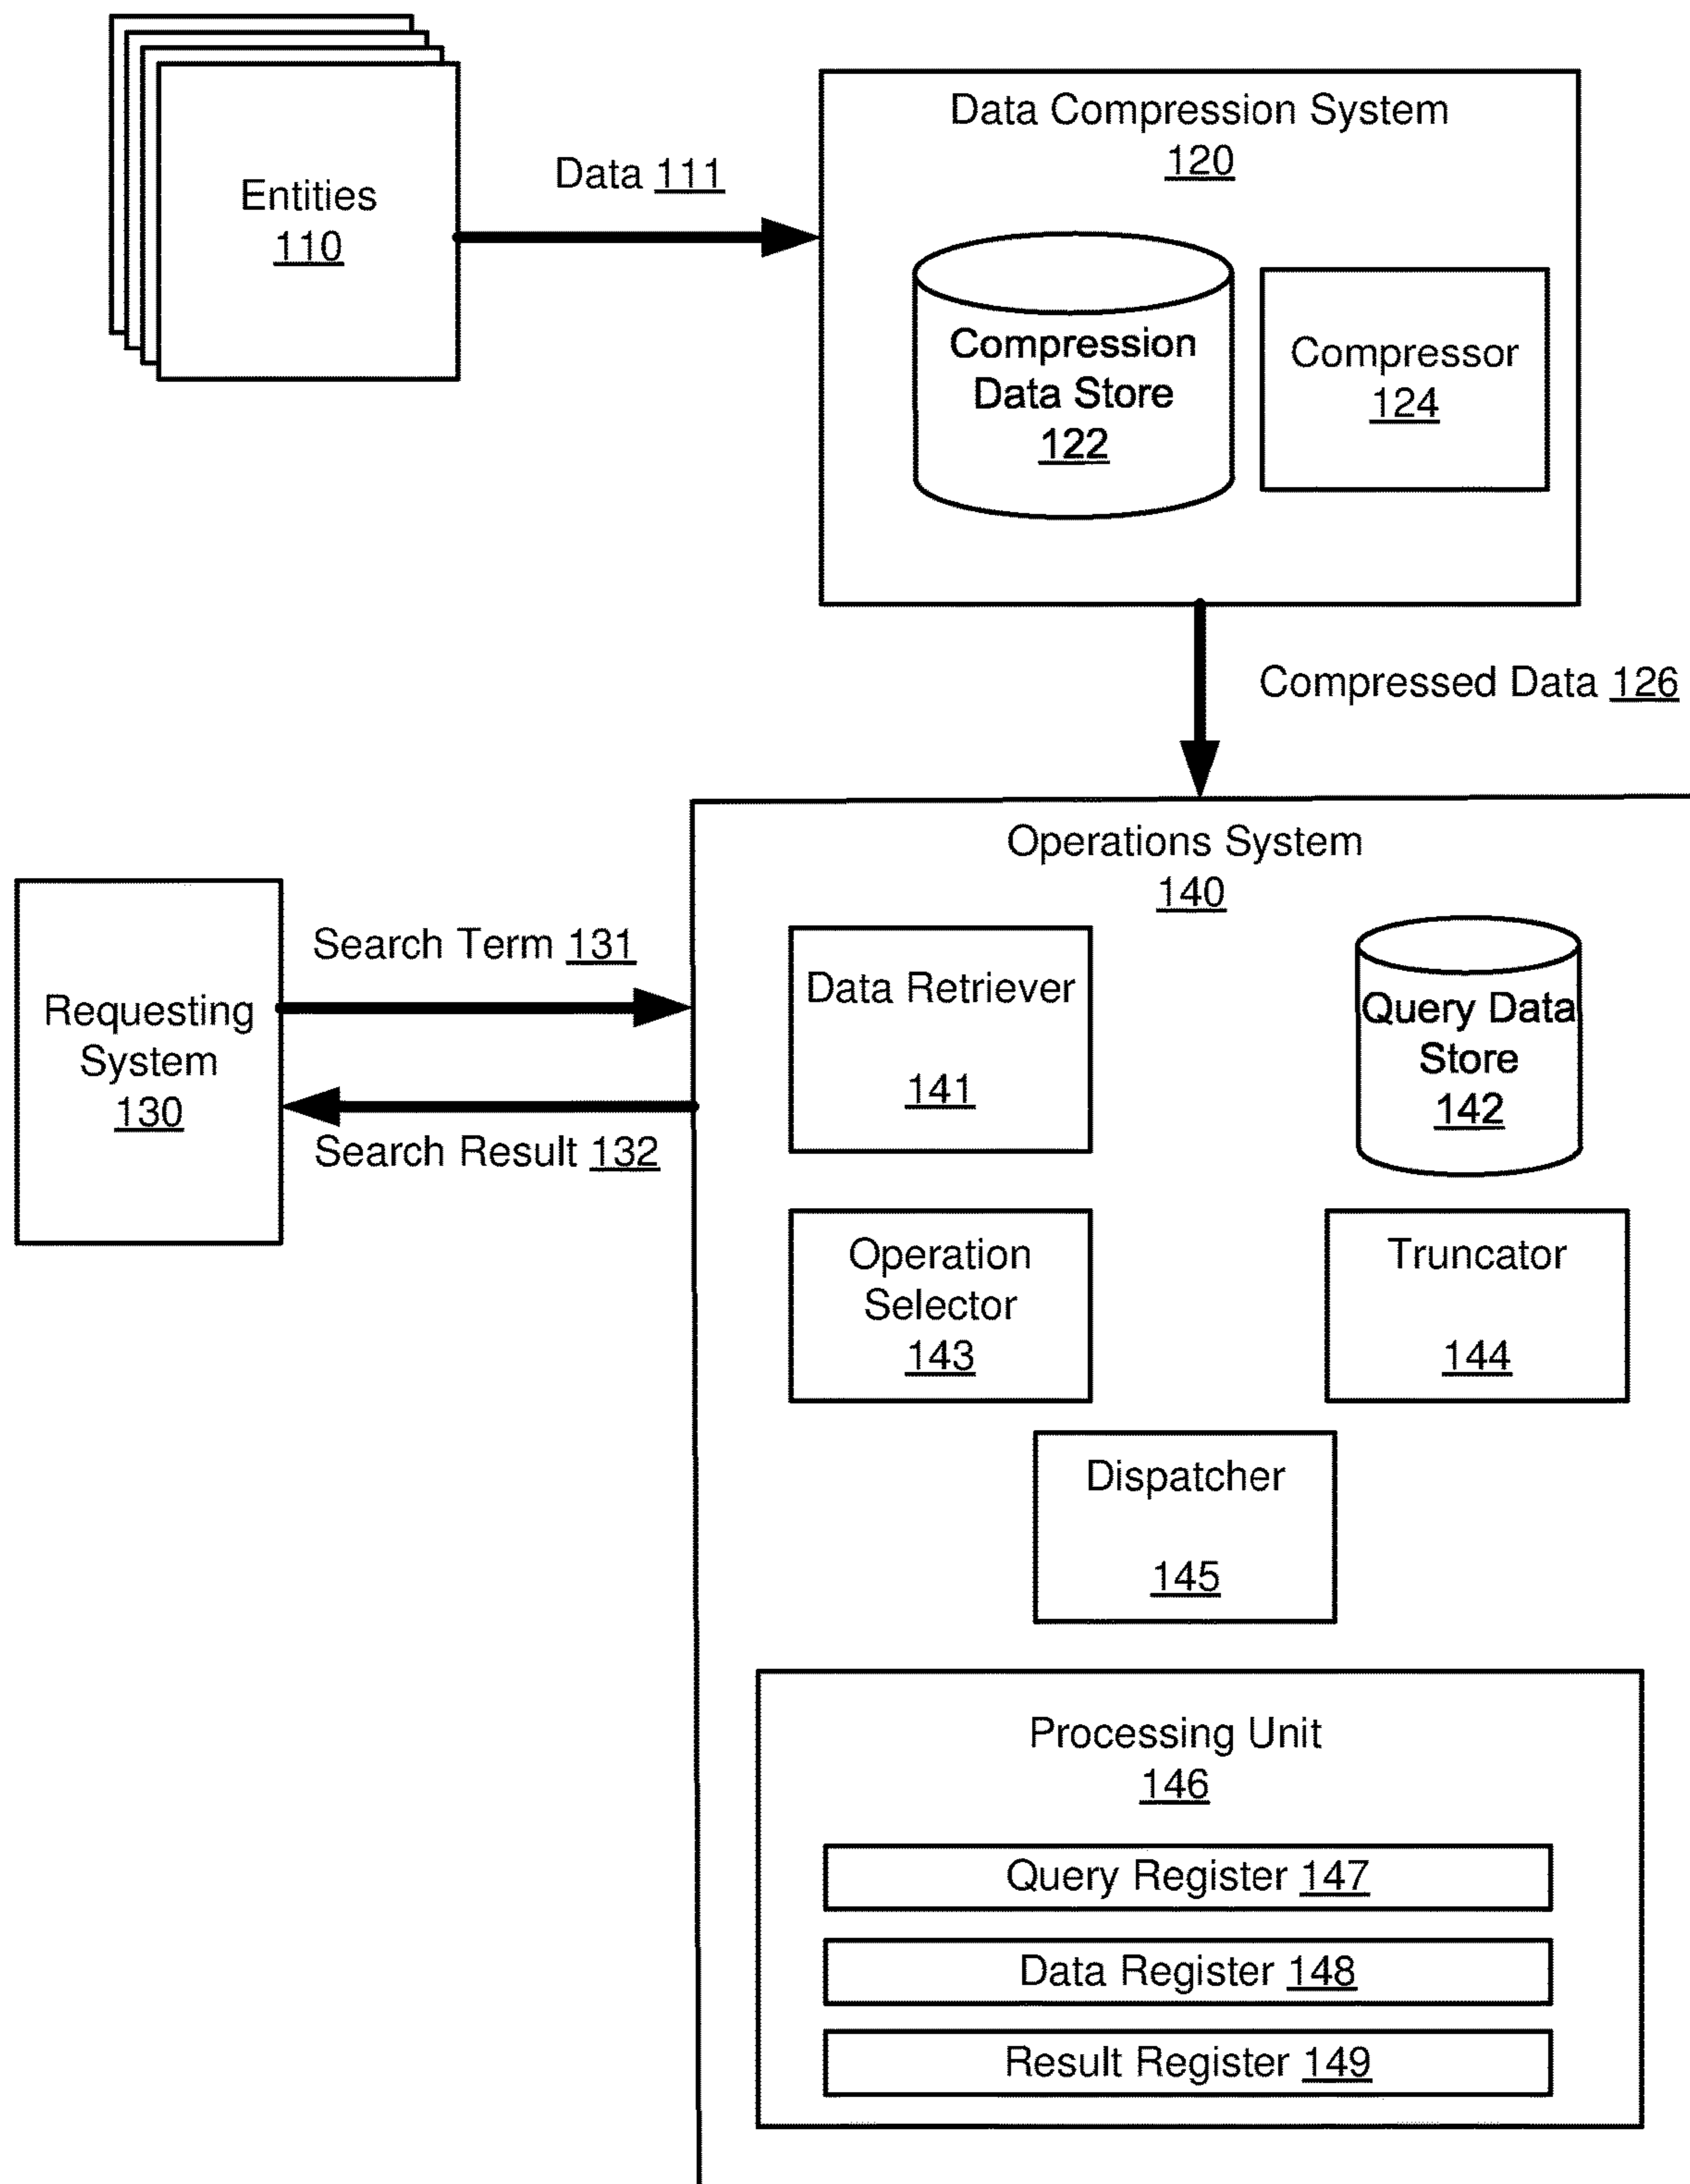 Entities
110
Data 111
Data Compression System
120
Compression
Data Store
122
Compressor
124
Compressed Data 126
Requesting
System
130
Search Term 131
Search Result 132
Operations System
140
Data Retriever
141
Query Data
Store
142
Operation
Selector
143
Truncator
144
Dispatcher
145
Processing Unit
146
Query Register 147
Data Register 148
Result Register 149